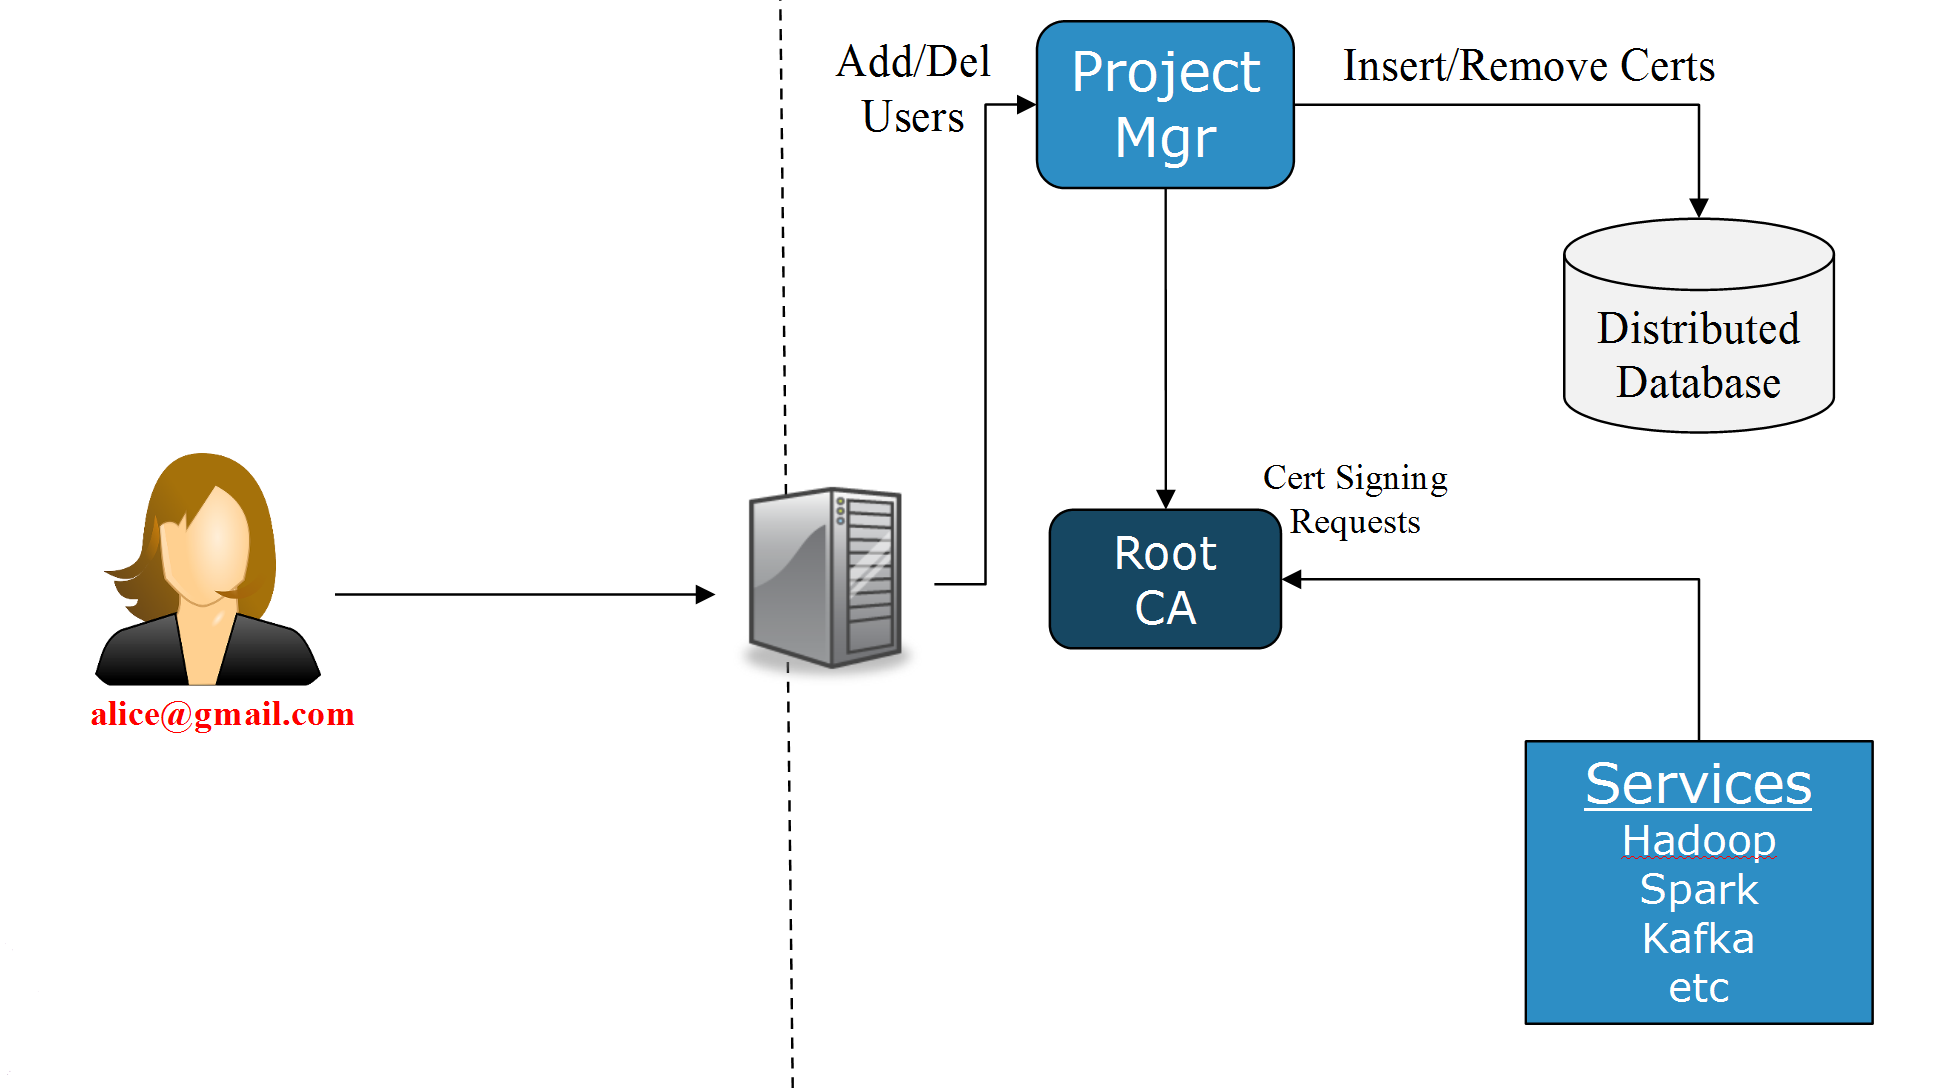 Add/Del
Users
Project
Mgr
Insert/Remove Certs
Distributed
Database
Cert Signing
Requests
Root
CA
alice@gmail.com
Services
Hadoop
Spark
Kafka
etc